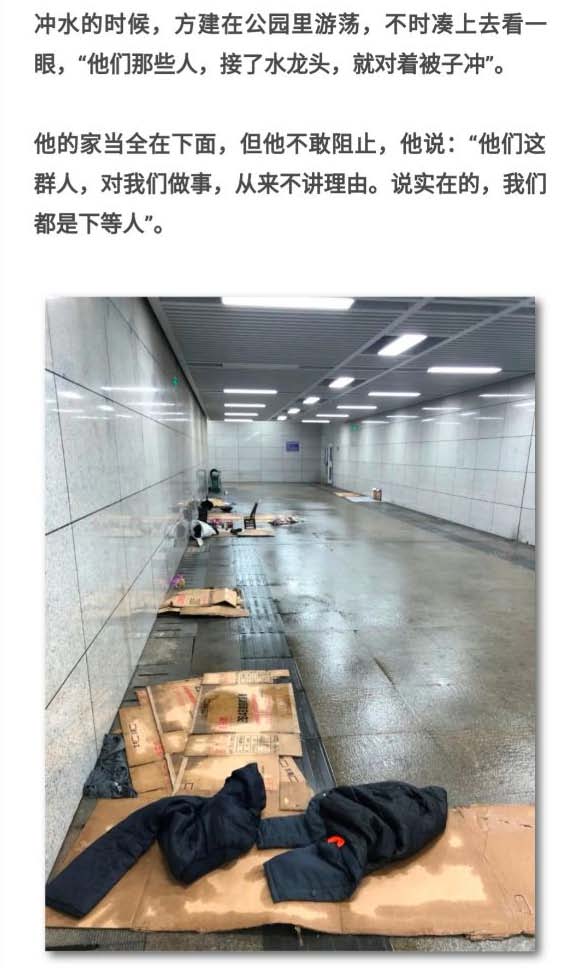 冲水的时候，方建在公园里游荡，不时凑上去看一
眼，“他们那些人，接了水龙头，就对着被子冲”。
他的家当全在下面，但他不敢阻止，他说：“他们这
群人，对我们做事，从来不讲理由。说实在的，我们
都是下等人”。